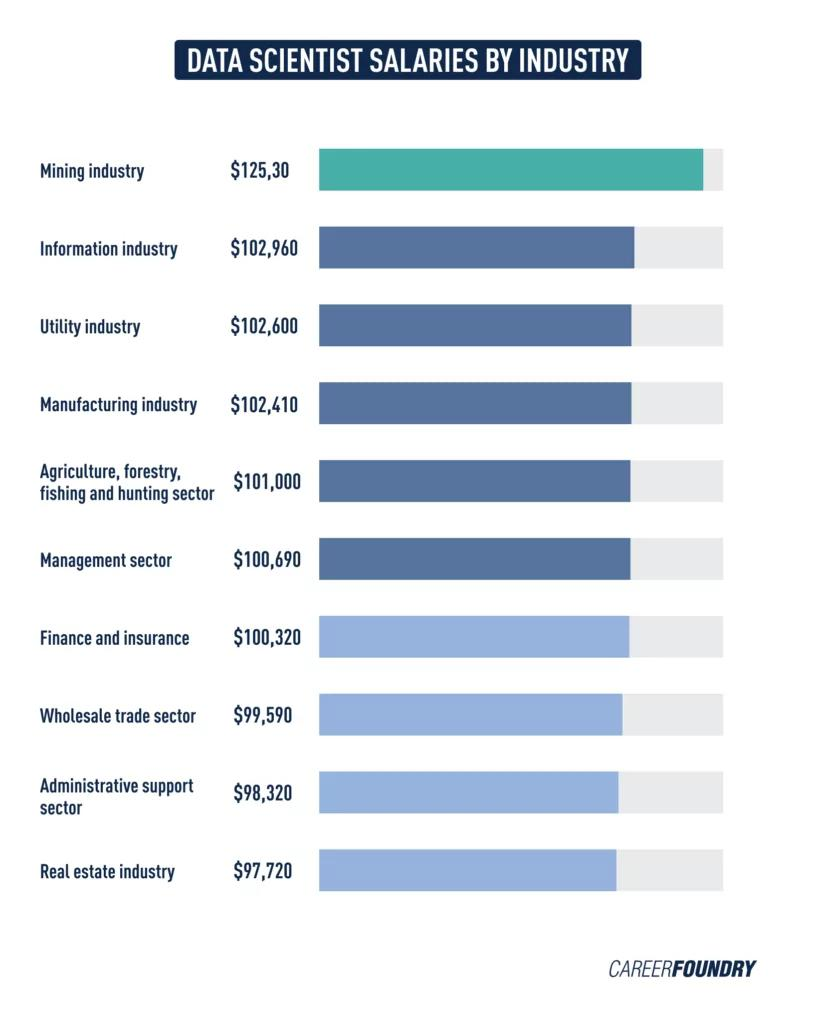 DATA SCIENTIST SALARIES BY INDUSTRY
Mining industry $125,30
Information industry $102,960
Utility industry $102,600
Manufacturing industry $102,410
Agriculture, forestry,
fishing and hunting sector $101,000
Management sector $100,690
Finance and insurance $100,320
Wholesale trade sector $99,590
Administrative support
sector $98,320
Real estate industry $97,720
CAREERFOUNDRY